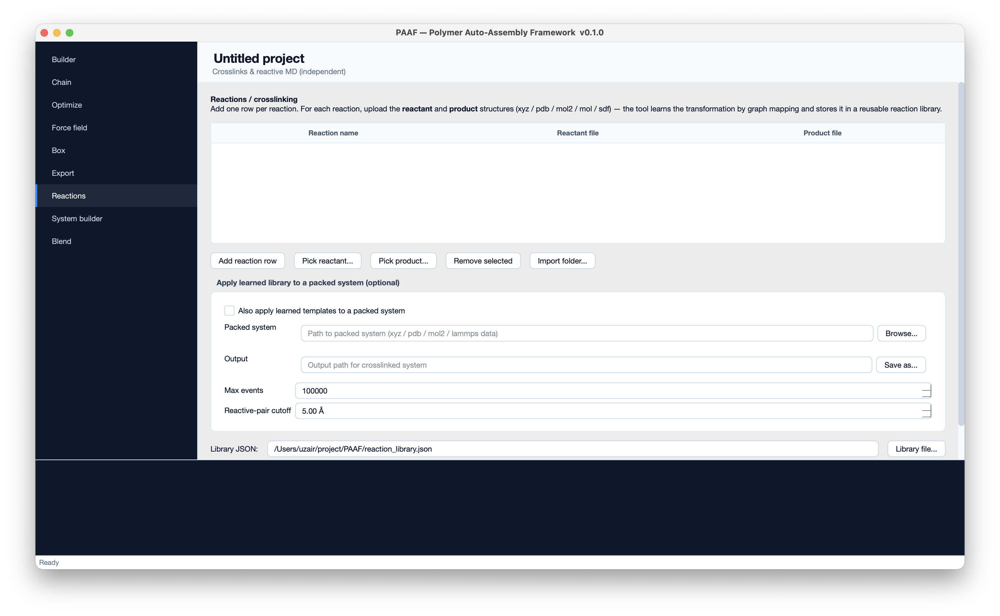 PAAF — Polymer Auto-Assembly Framework v0.1.0
Builder
Chain
Optimize
Force field
Box
Export
Reactions
System builder
Blend
Untitled project
Crosslinks & reactive MD (independent)
Reactions / crosslinking
Add one row per reaction. For each reaction, upload the reactant and product structures (xyz / pdb / mol2 / mol / sdf) — the tool learns the transformation by graph mapping and stores it in a reusable reaction library.
Reaction name Reactant file Product file
Add reaction row Pick reactant... Pick product... Remove selected Import folder...
Apply learned library to a packed system (optional)
Also apply learned templates to a packed system
Packed system Path to packed system (xyz / pdb / mol2 / lammps data) Browse...
Output Output path for crosslinked system Save as...
Max events 100000
Reactive-pair cutoff 5.00 Å
Library JSON: /Users/uzair/project/PAAF/reaction_library.json Library file...
Ready